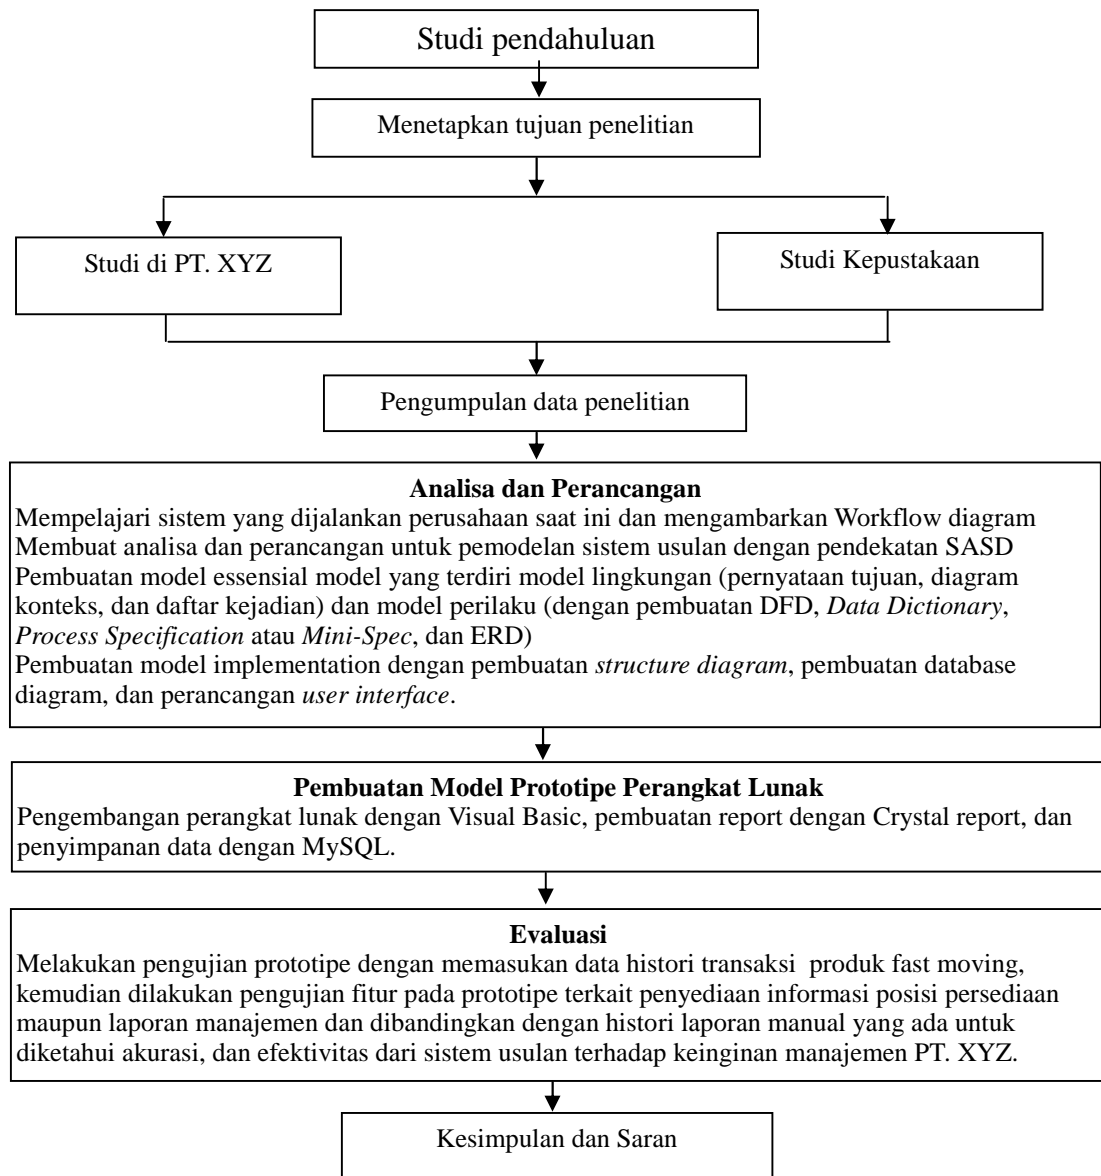 Studi pendahuluan
Menetapkan tujuan penelitian
Studi di PT. XYZ
Studi Kepustakaan
Pengumpulan data penelitian
Analisa dan Perancangan
Mempelajari sistem yang dijalankan perusahaan saat ini dan mengambarkan Workflow diagram
Membuat analisa dan perancangan untuk pemodelan sistem usulan dengan pendekatan SASD
Pembuatan model essensial model yang terdiri model lingkungan (pernyataan tujuan, diagram
konteks, dan daftar kejadian) dan model perilaku (dengan pembuatan DFD, Data Dictionary,
Process Specification atau Mini-Spec, dan ERD)
Pembuatan model implementation dengan pembuatan structure diagram, pembuatan database
diagram, dan perancangan user interface.
Pembuatan Model Prototipe Perangkat Lunak
Pengembangan perangkat lunak dengan Visual Basic, pembuatan report dengan Crystal report, dan
penyimpanan data dengan MySQL.
Evaluasi
Melakukan pengujian prototipe dengan memasukan data histori transaksi  produk fast moving,
kemudian dilakukan pengujian fitur pada prototipe terkait penyediaan informasi posisi persediaan
maupun laporan manajemen dan dibandingkan dengan histori laporan manual yang ada untuk
diketahui akurasi, dan efektivitas dari sistem usulan terhadap keinginan manajemen PT. XYZ.
Kesimpulan dan Saran